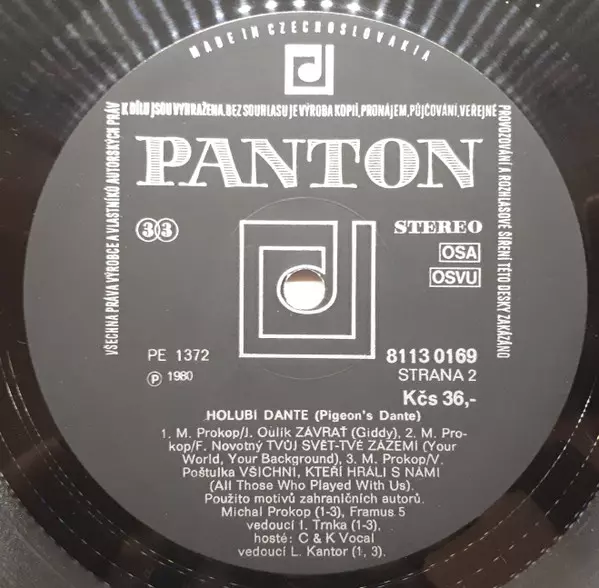 MADE IN CZECHOSLOVAKIA
VŠECHNA PRÁVA VÝROBCE A VLASTNÍKŮ AUTORSKÝCH PRÁV
K DÍLU JSOU VYHRAŽENA. BEZ SOUHLASU JE VÝROBA KOPIÍ, PRONÁJEM, PŮJČOVÁNÍ, VEŘEJNÉ
PROVOZOVÁNÍ A ROZHLASOVÉ ŠÍŘENÍ TÉTO DESKY ZAKÁZÁNO
PANTON
33
STEREO
OSA
OSVU
PE 1372
8113 0169
℗ 1980
STRANA 2
Kčs 36,-
HOLUBI DANTE (Pigeon's Dante)
1. M. Prokop/J. Oulík ZÁVRAŤ (Giddy), 2. M. Pro-
kop/F. Novotný TVŮJ SVĚT-TVÉ ZÁZEMÍ (Your
World, Your Background), 3. M. Prokop/V.
Poštulka VŠICHNI, KTEŘÍ HRÁLI S NÁMI
(All Those Who Played With Us).
Použito motivů zahraničních autorů.
Michal Prokop (1-3), Framus 5
vedoucí I. Trnka (1-3),
hosté: C & K Vocal
vedoucí L. Kantor (1, 3).